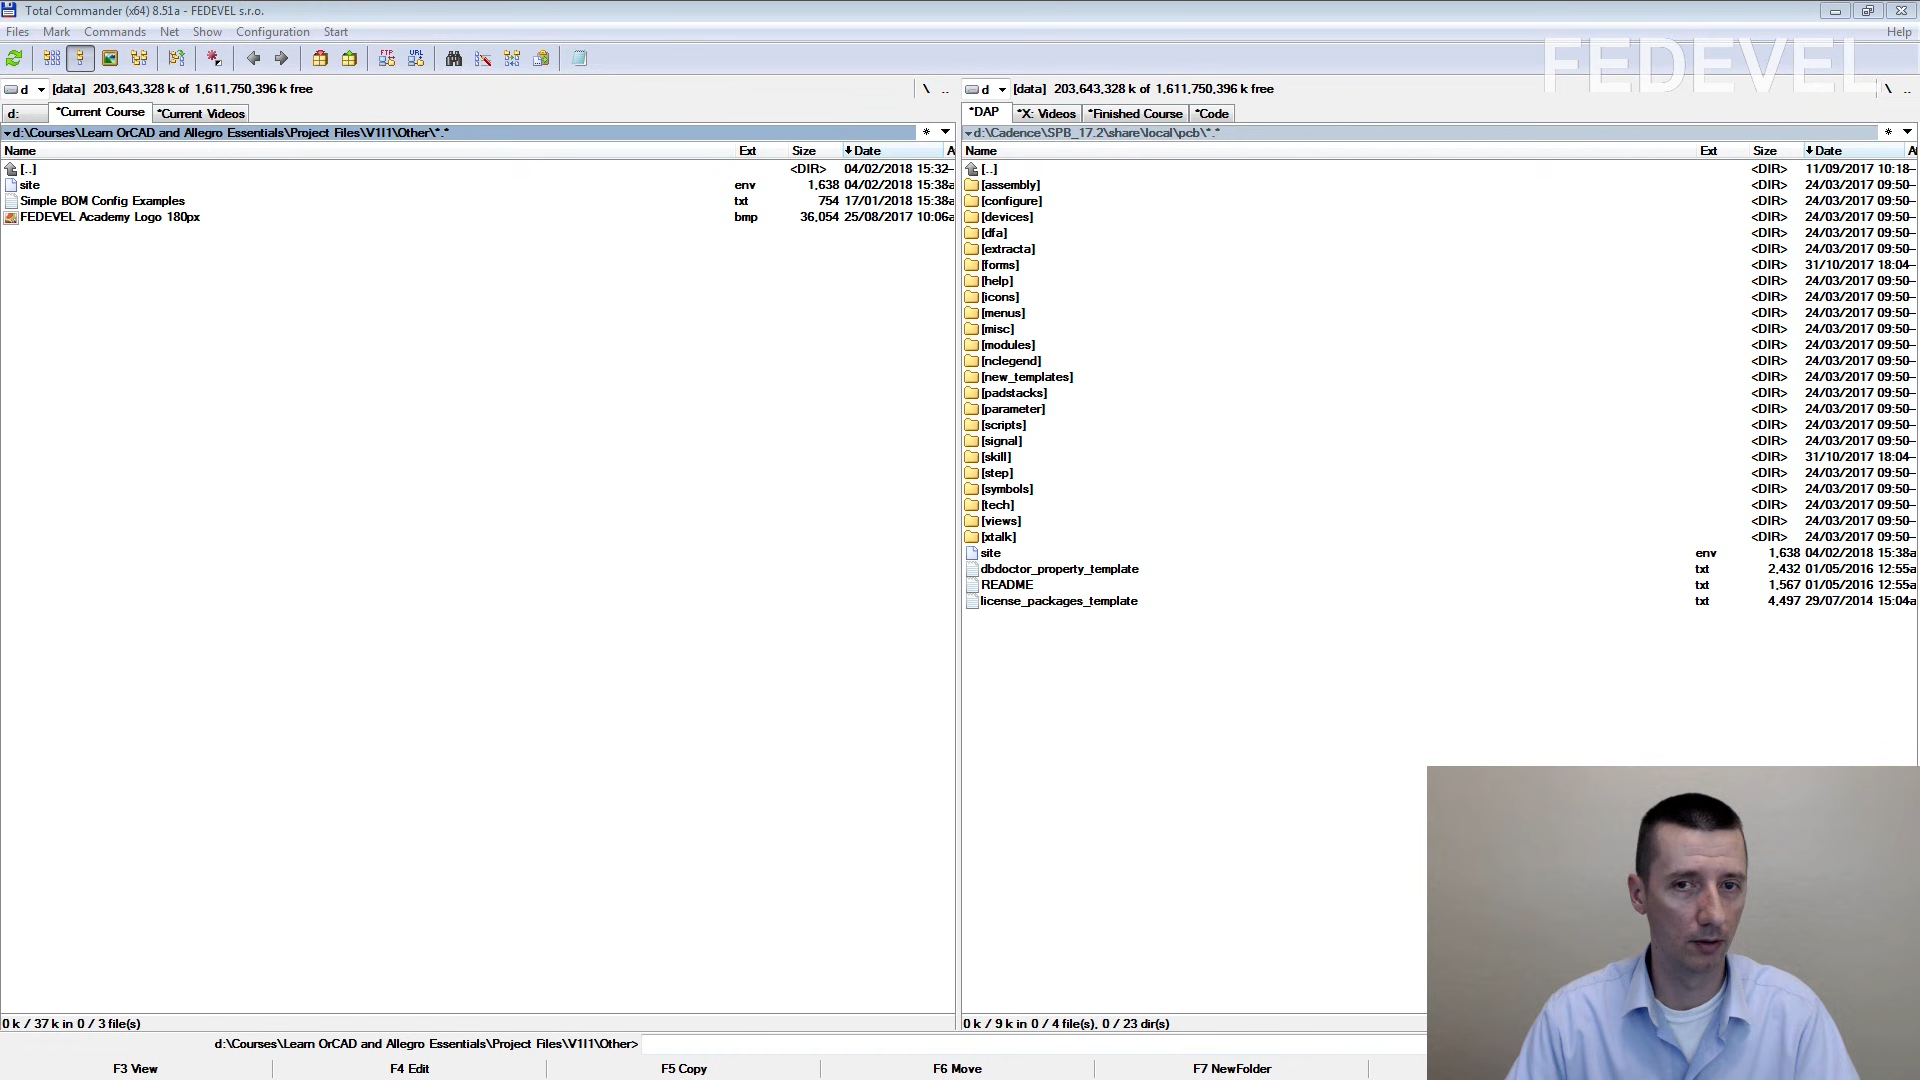 Total Commander (x64) 8.51a - FEDEVEL s.r.o.
Files Mark Commands Net Show Configuration Start Help
FTP URL
FEDEVEL
d [data] 203,643,328 k of 1,611,750,396 k free \ ..
d [data] 203,643,328 k of 1,611,750,396 k free \ ..
d: *Current Course *Current Videos
*DAP *X: Videos *Finished Course *Code
d:\Courses\Learn OrCAD and Allegro Essentials\Project Files\V1I1\Other\*.* *
d:\Cadence\SPB_17.2\share\local\pcb\*.* *
Name Ext Size Date A
[..] <DIR> 04/02/2018 15:32—
site env 1,638 04/02/2018 15:38a
Simple BOM Config Examples txt 754 17/01/2018 15:38a
FEDEVEL Academy Logo 180px bmp 36,054 25/08/2017 10:06a
Name Ext Size Date A
[..] <DIR> 11/09/2017 10:18—
[assembly] <DIR> 24/03/2017 09:50—
[configure] <DIR> 24/03/2017 09:50—
[devices] <DIR> 24/03/2017 09:50—
[dfa] <DIR> 24/03/2017 09:50—
[extracta] <DIR> 24/03/2017 09:50—
[forms] <DIR> 31/10/2017 18:04—
[help] <DIR> 24/03/2017 09:50—
[icons] <DIR> 24/03/2017 09:50—
[menus] <DIR> 24/03/2017 09:50—
[misc] <DIR> 24/03/2017 09:50—
[modules] <DIR> 24/03/2017 09:50—
[nclegend] <DIR> 24/03/2017 09:50—
[new_templates] <DIR> 24/03/2017 09:50—
[padstacks] <DIR> 24/03/2017 09:50—
[parameter] <DIR> 24/03/2017 09:50—
[scripts] <DIR> 24/03/2017 09:50—
[signal] <DIR> 24/03/2017 09:50—
[skill] <DIR> 31/10/2017 18:04—
[step] <DIR> 24/03/2017 09:50—
[symbols] <DIR> 24/03/2017 09:50—
[tech] <DIR> 24/03/2017 09:50—
[views] <DIR> 24/03/2017 09:50—
[xtalk] <DIR> 24/03/2017 09:50—
site env 1,638 04/02/2018 15:38a
dbdoctor_property_template txt 2,432 01/05/2016 12:55a
README txt 1,567 01/05/2016 12:55a
license_packages_template txt 4,497 29/07/2014 15:04a
0 k / 37 k in 0 / 3 file(s)
0 k / 9 k in 0 / 4 file(s), 0 / 23 dir(s)
d:\Courses\Learn OrCAD and Allegro Essentials\Project Files\V1I1\Other>
F3 View F4 Edit F5 Copy F6 Move F7 NewFolder